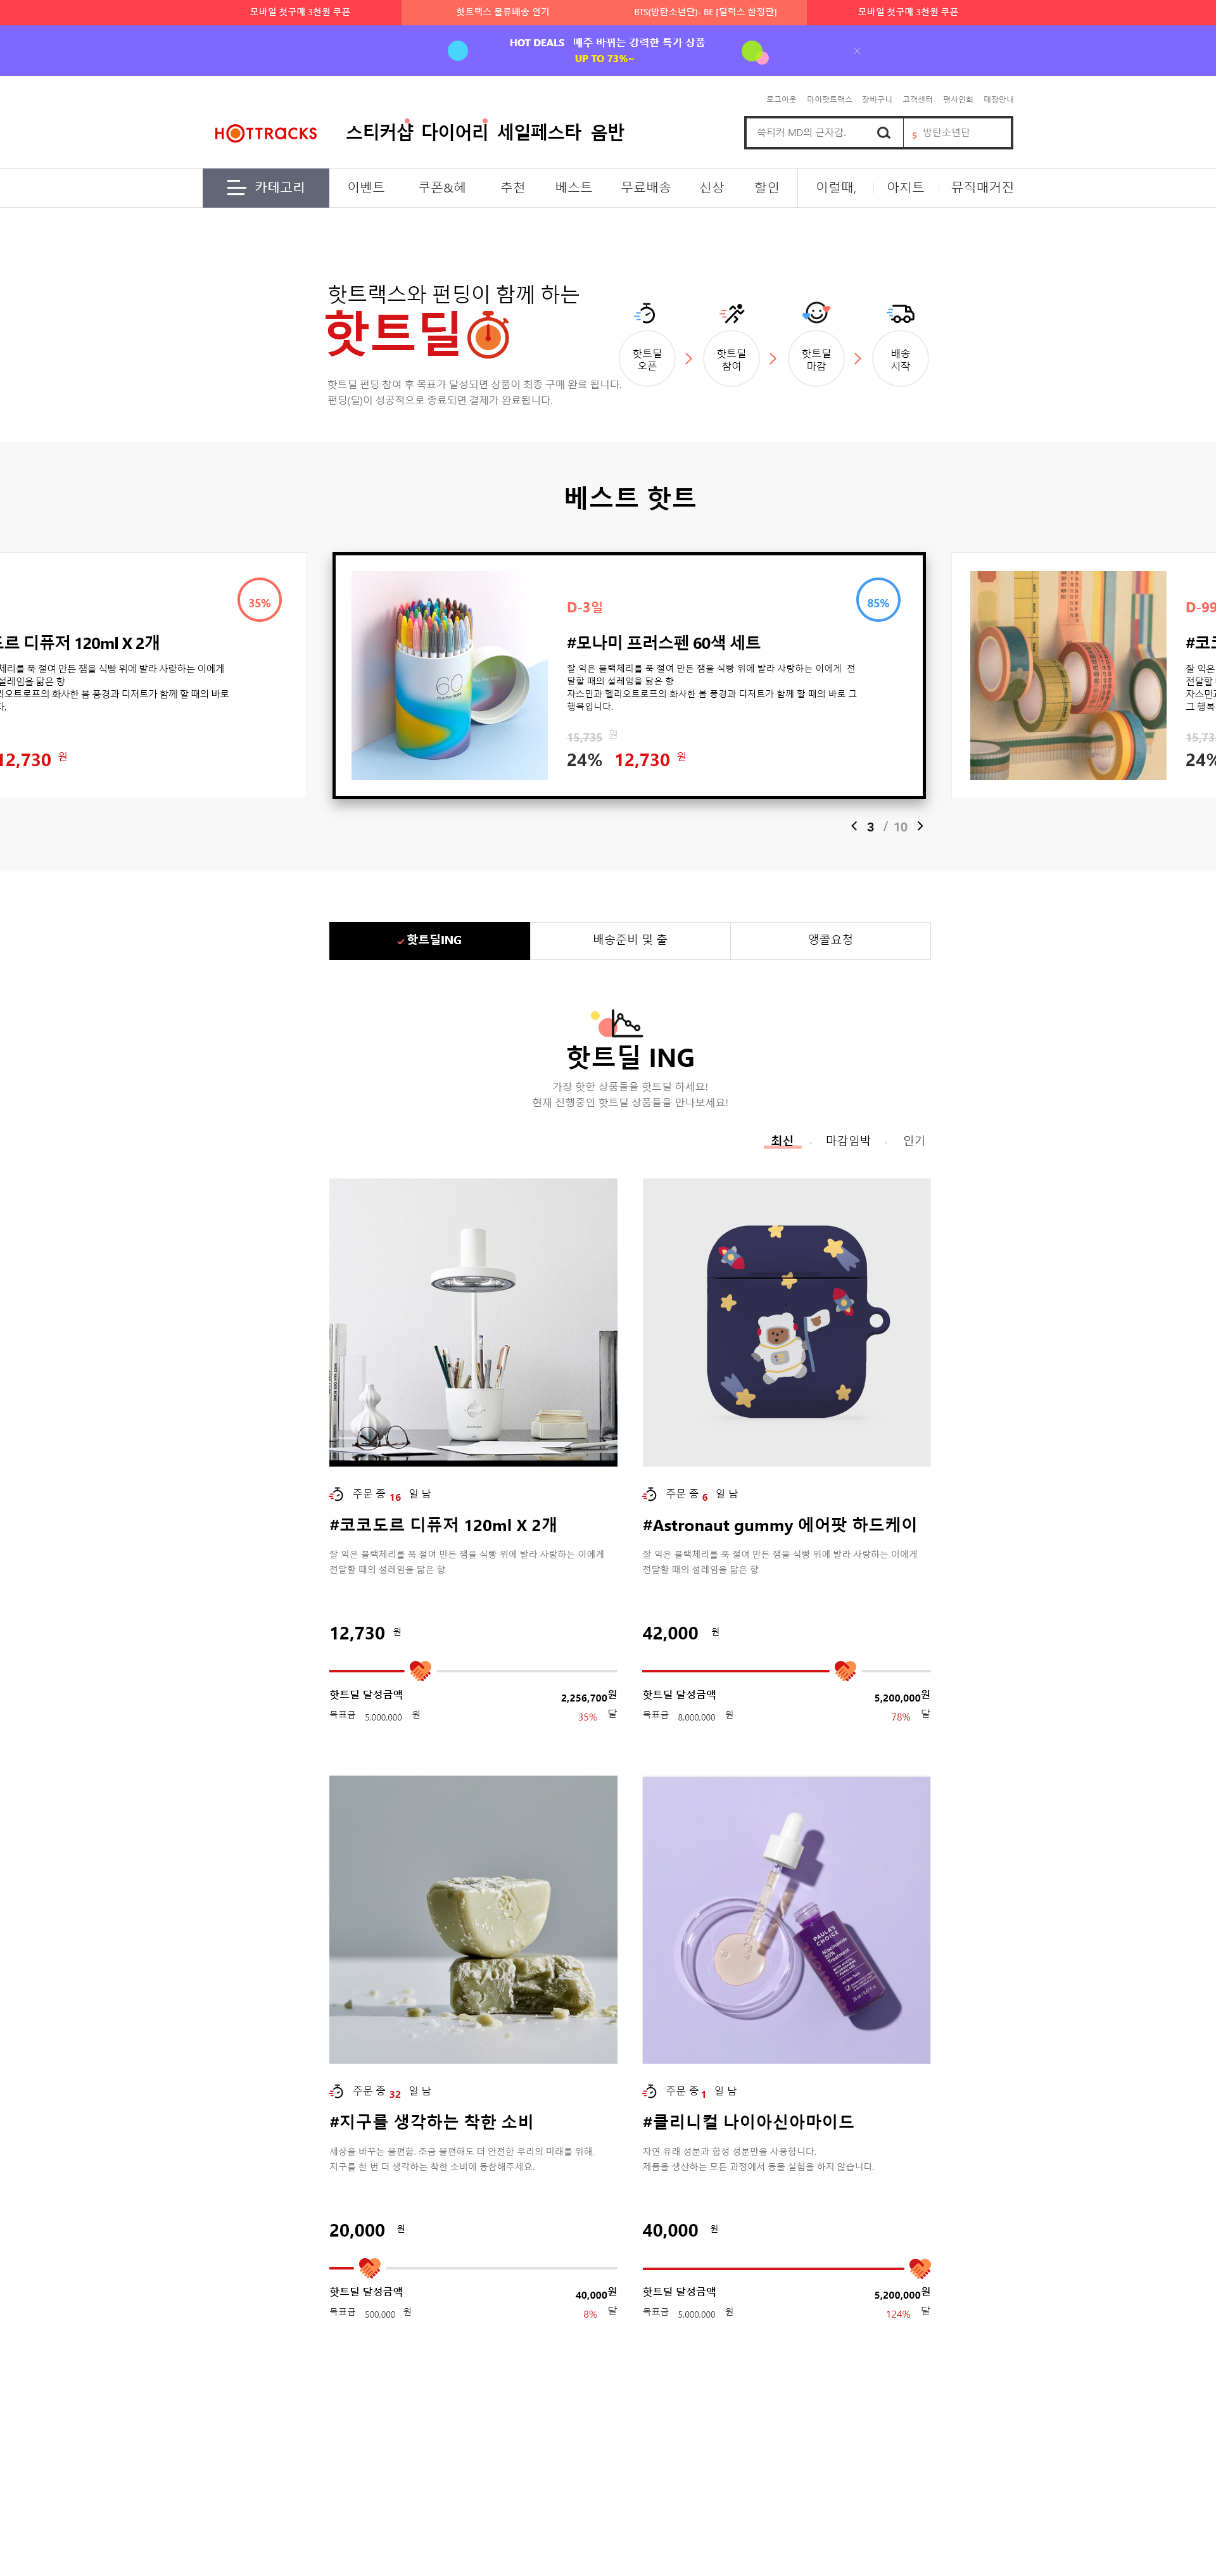 모바일 첫구매 3천원 쿠폰
핫트랙스 물류배송 인기
BTS(방탄소년단)- BE [딜럭스 한정판]
모바일 첫구매 3천원 쿠폰
HOT DEALS 매주 바뀌는 강력한 특가 상품
UP TO 73%~
로그아웃 마이핫트랙스 장바구니 고객센터 팬사인회 매장안내
HOTTRACKS
스티커샵 다이어리 세일페스타 음반
쓱티커 MD의 근자감.
5 방탄소년단
카테고리 이벤트 쿠폰&혜 추천 베스트 무료배송 신상 할인 이럴때, 아지트 뮤직매거진
핫트랙스와 펀딩이 함께 하는
핫트딜
핫트딜 펀딩 참여 후 목표가 달성되면 상품이 최종 구매 완료 됩니다.
펀딩(딜)이 성공적으로 종료되면 결제가 완료됩니다.
핫트딜
오픈
핫트딜
참여
핫트딜
마감
배송
시작
베스트 핫트
35%
도르 디퓨저 120ml X 2개
체리를 푹 절여 만든 잼을 식빵 위에 발라 사랑하는 이에게
설레임을 닮은 향
리오트로프의 화사한 봄 풍경과 디저트가 함께 할 때의 바로
다.
12,730 원
60
D-3일
85%
#모나미 프러스펜 60색 세트
잘 익은 블랙체리를 푹 절여 만든 잼을 식빵 위에 발라 사랑하는 이에게 전
달할 때의 설레임을 닮은 향
자스민과 헬리오트로프의 화사한 봄 풍경과 디저트가 함께 할 때의 바로 그
행복입니다.
15,735 원
24% 12,730 원
D-99
#코코
잘 익은
전달할
자스민과
그 행복
15,73
24%
3 / 10
핫트딜ING
배송준비 및 출
앵콜요청
핫트딜 ING
가장 핫한 상품들을 핫트딜 하세요!
현재 진행중인 핫트딜 상품들을 만나보세요!
최신 마감임박 인기
주문 종 16 일 남
#코코도르 디퓨저 120ml X 2개
잘 익은 블랙체리를 푹 절여 만든 잼을 식빵 위에 발라 사랑하는 이에게
전달할 때의 설레임을 닮은 향
12,730 원
핫트딜 달성금액 2,256,700원
목표금 5,000,000 원 35% 달
주문 종 6 일 남
#Astronaut gummy 에어팟 하드케이
잘 익은 블랙체리를 푹 절여 만든 잼을 식빵 위에 발라 사랑하는 이에게
전달할 때의 설레임을 닮은 향
42,000 원
핫트딜 달성금액 5,200,000원
목표금 8,000,000 원 78% 달
PAULA'S
CHOICE
Niacinamide
20%
Treatment
주문 종 32 일 남
#지구를 생각하는 착한 소비
세상을 바꾸는 불편함. 조금 불편해도 더 안전한 우리의 미래를 위해.
지구를 한 번 더 생각하는 착한 소비에 동참해주세요.
20,000 원
핫트딜 달성금액 40,000원
목표금 500,000 원 8% 달
주문 종 1 일 남
#클리니컬 나이아신아마이드
자연 유래 성분과 합성 성분만을 사용합니다.
제품을 생산하는 모든 과정에서 동물 실험을 하지 않습니다.
40,000 원
핫트딜 달성금액 5,200,000원
목표금 5,000,000 원 124% 달